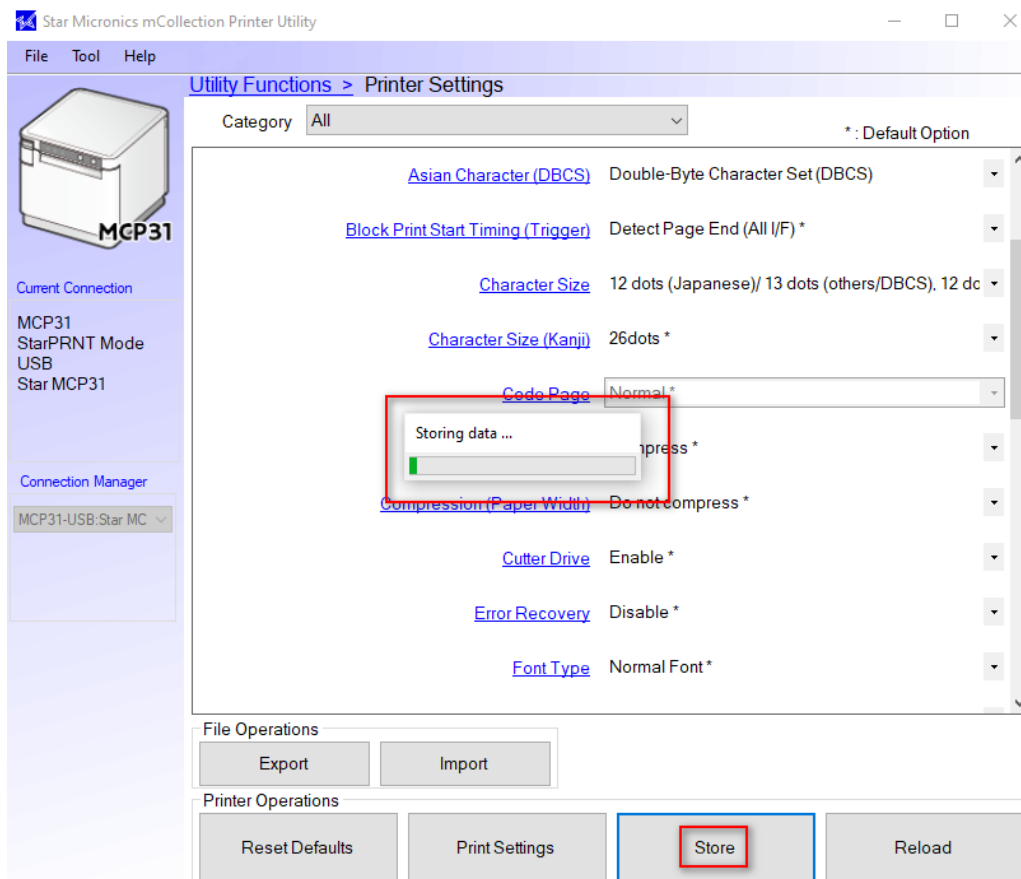 Star Micronics mCollection Printer Utility
File Tool Help
Utility Functions > Printer Settings
Category All
* : Default Option
MCP31
Current Connection
MCP31
StarPRNT Mode
USB
Star MCP31
Connection Manager
MCP31-USB:Star MC
Asian Character (DBCS) Double-Byte Character Set (DBCS)
Block Print Start Timing (Trigger) Detect Page End (All I/F) *
Character Size 12 dots (Japanese)/ 13 dots (others/DBCS), 12 dc
Character Size (Kanji) 26dots *
Code Page Normal *
Storing data ...
npress *
Compression (Paper Width) Do not compress *
Cutter Drive Enable *
Error Recovery Disable *
Font Type Normal Font *
File Operations
Export Import
Printer Operations
Reset Defaults Print Settings Store Reload